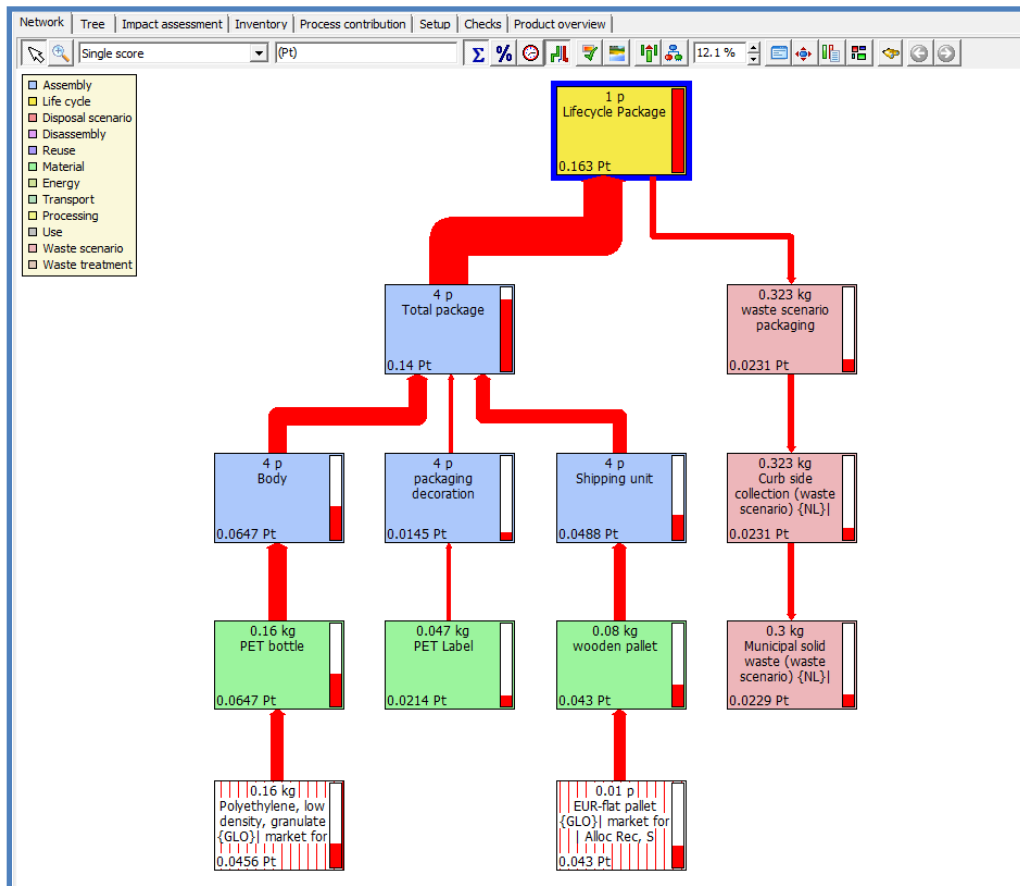 Network Tree Impact assessment Inventory Process contribution Setup Checks Product overview
Single score (Pt) Σ % 12.1 %
Assembly
Life cycle
Disposal scenario
Disassembly
Reuse
Material
Energy
Transport
Processing
Use
Waste scenario
Waste treatment
1 p
Lifecycle Package
0.163 Pt
4 p
Total package
0.14 Pt
0.323 kg
waste scenario
packaging
0.0231 Pt
4 p
Body
0.0647 Pt
4 p
packaging
decoration
0.0145 Pt
4 p
Shipping unit
0.0488 Pt
0.323 kg
Curb side
collection (waste
scenario) {NL}|
0.0231 Pt
0.16 kg
PET bottle
0.0647 Pt
0.047 kg
PET Label
0.0214 Pt
0.08 kg
wooden pallet
0.043 Pt
0.3 kg
Municipal solid
waste (waste
scenario) {NL}|
0.0229 Pt
0.16 kg
Polyethylene, low
density, granulate
{GLO}| market for
0.0456 Pt
0.01 p
EUR-flat pallet
{GLO}| market for
| Alloc Rec, S
0.043 Pt